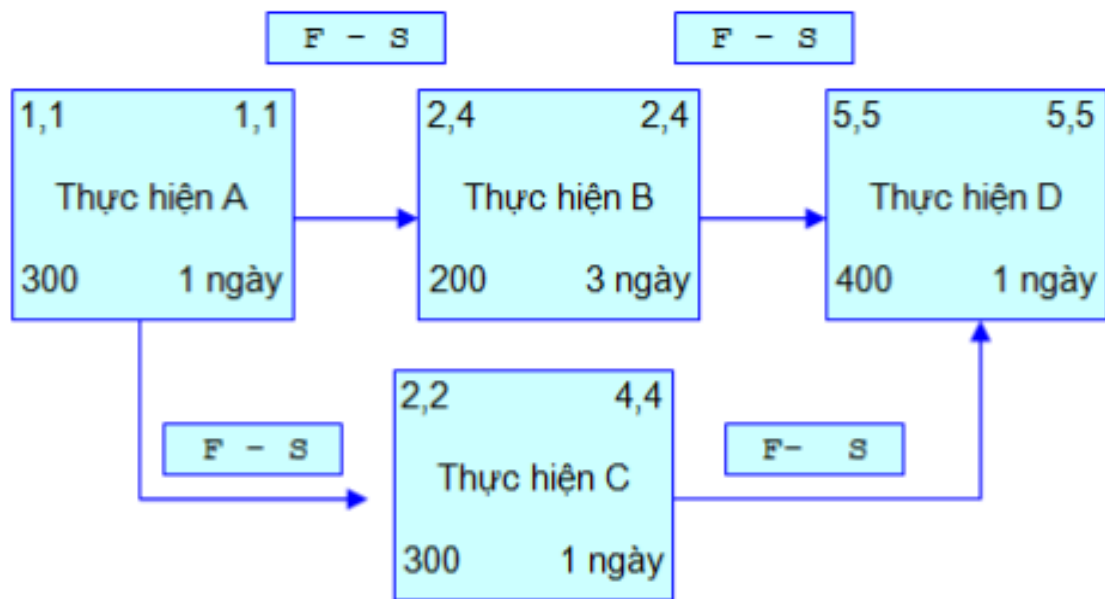 F - S
F - S
1,1 1,1
Thực hiện A
300 1 ngày
2,4 2,4
Thực hiện B
200 3 ngày
5,5 5,5
Thực hiện D
400 1 ngày
F - S
2,2 4,4
Thực hiện C
300 1 ngày
F- S